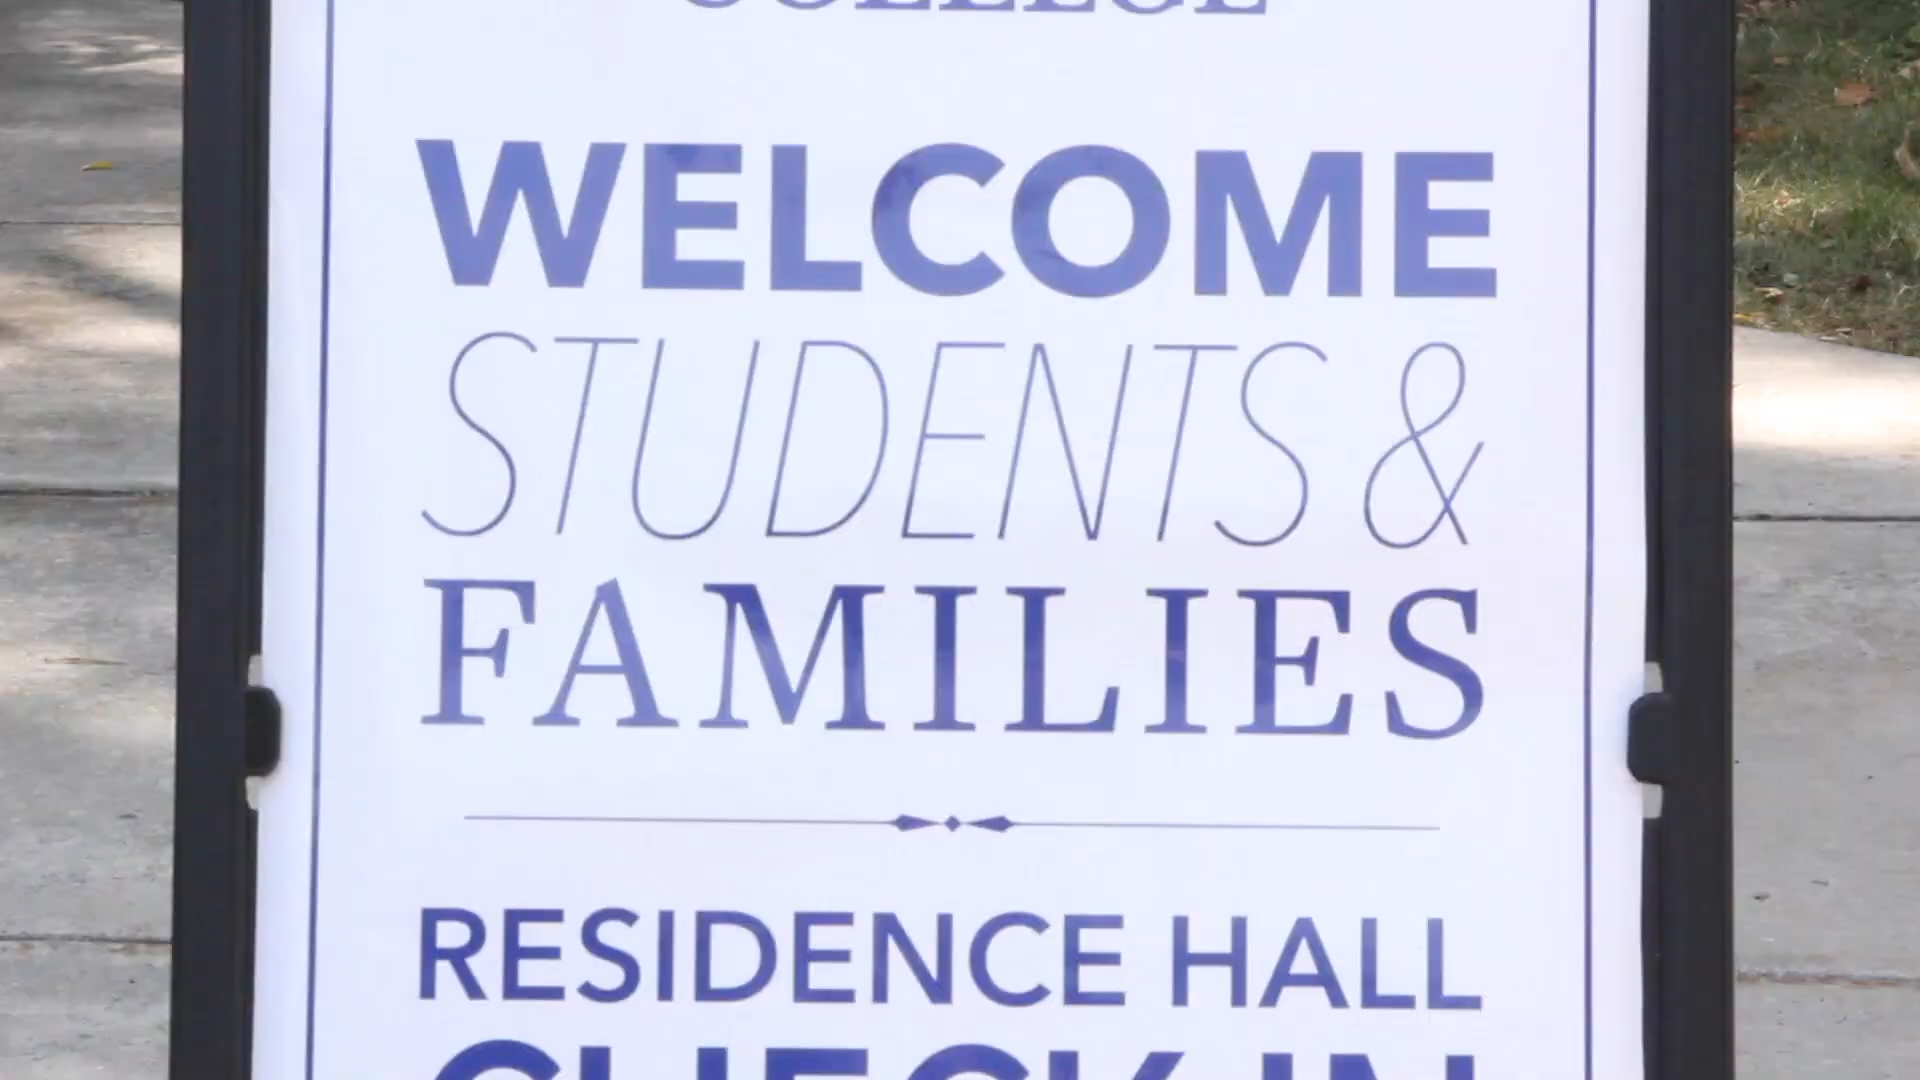 COLLEGE
WELCOME
STUDENTS &
FAMILIES
RESIDENCE HALL
CHECK-IN